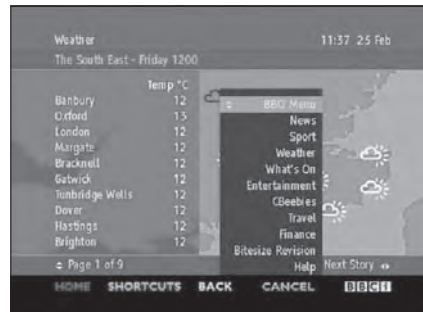 Weather 11:37 25 Feb
The South East - Friday 1200
Temp °C
Banbury 12
Oxford 13
London 12
Margate 12
Bracknell 12
Gatwick 12
Tunbridge Wells 12
Dover 12
Hastings 12
Brighton 12
BBCi Menu
News
Sport
Weather
What's On
Entertainment
CBeebies
Travel
Finance
Bitesize Revision
Help
Page 1 of 9 Next Story
HOME SHORTCUTS BACK CANCEL BBCi